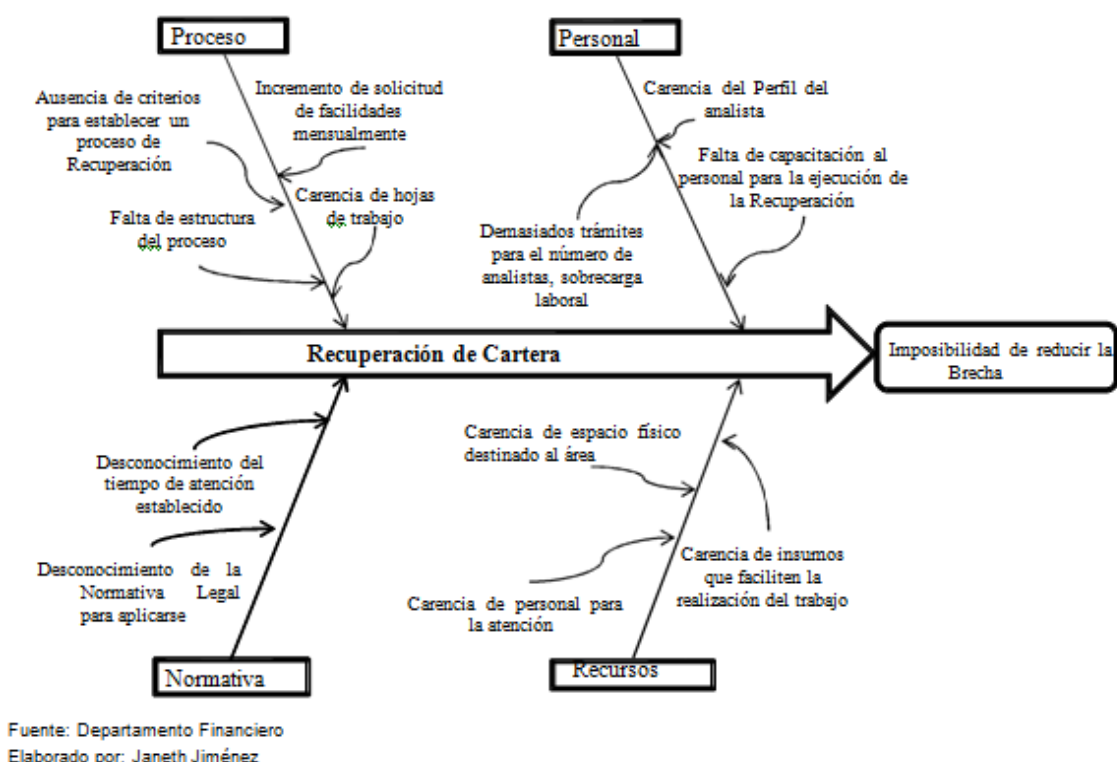 Proceso
Personal
Ausencia de criterios
para establecer un
proceso de
Recuperación
Incremento de solicitud
de facilidades
mensualmente
Falta de estructura
del proceso
Carencia de hojas
de trabajo
Carencia del Perfil del
analista
Falta de capacitación al
personal para la ejecución de
la Recuperación
Demasiados trámites
para el número de
analistas, sobrecarga
laboral
Recuperación de Cartera
Imposibilidad de reducir la
Brecha
Desconocimiento del
tiempo de atención
establecido
Desconocimiento de la
Normativa Legal
para aplicarse
Carencia de espacio físico
destinado al área
Carencia de personal para
la atención
Carencia de insumos
que faciliten la
realización del trabajo
Normativa
Recursos
Fuente: Departamento Financiero
Elaborado por: Janeth Jiménez